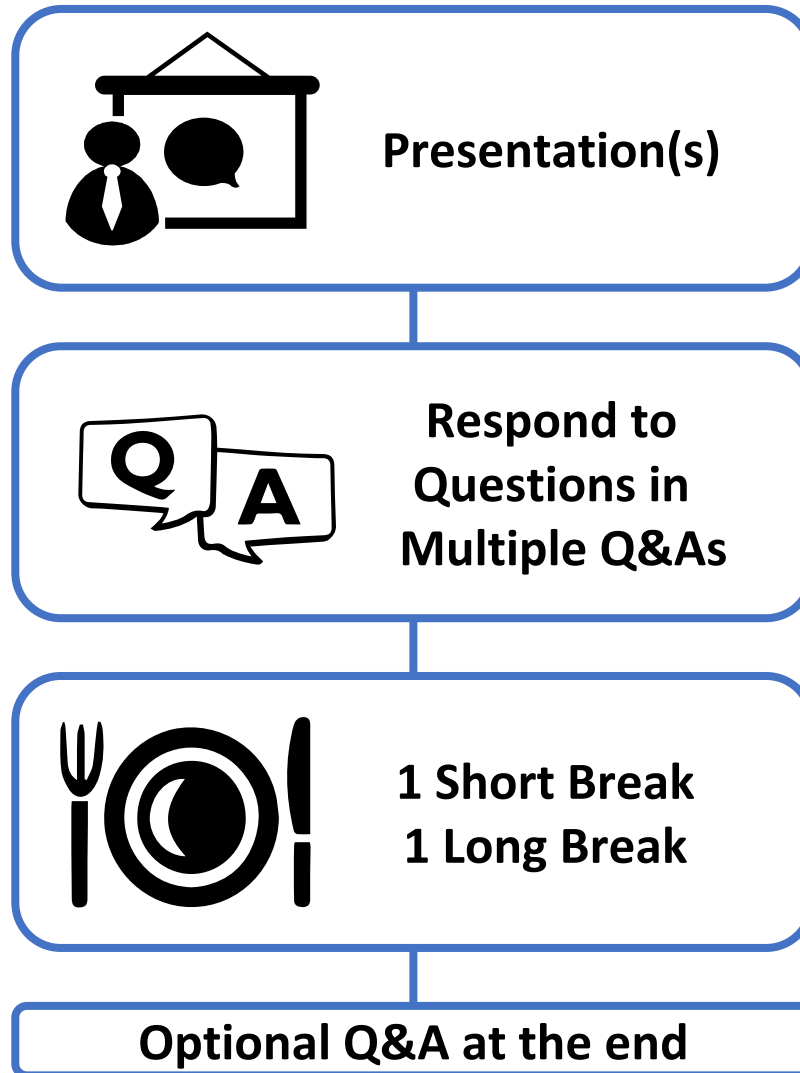 Presentation(s)
Q
A
Respond to
Questions in
Multiple Q&As
1 Short Break
1 Long Break
Optional Q&A at the end